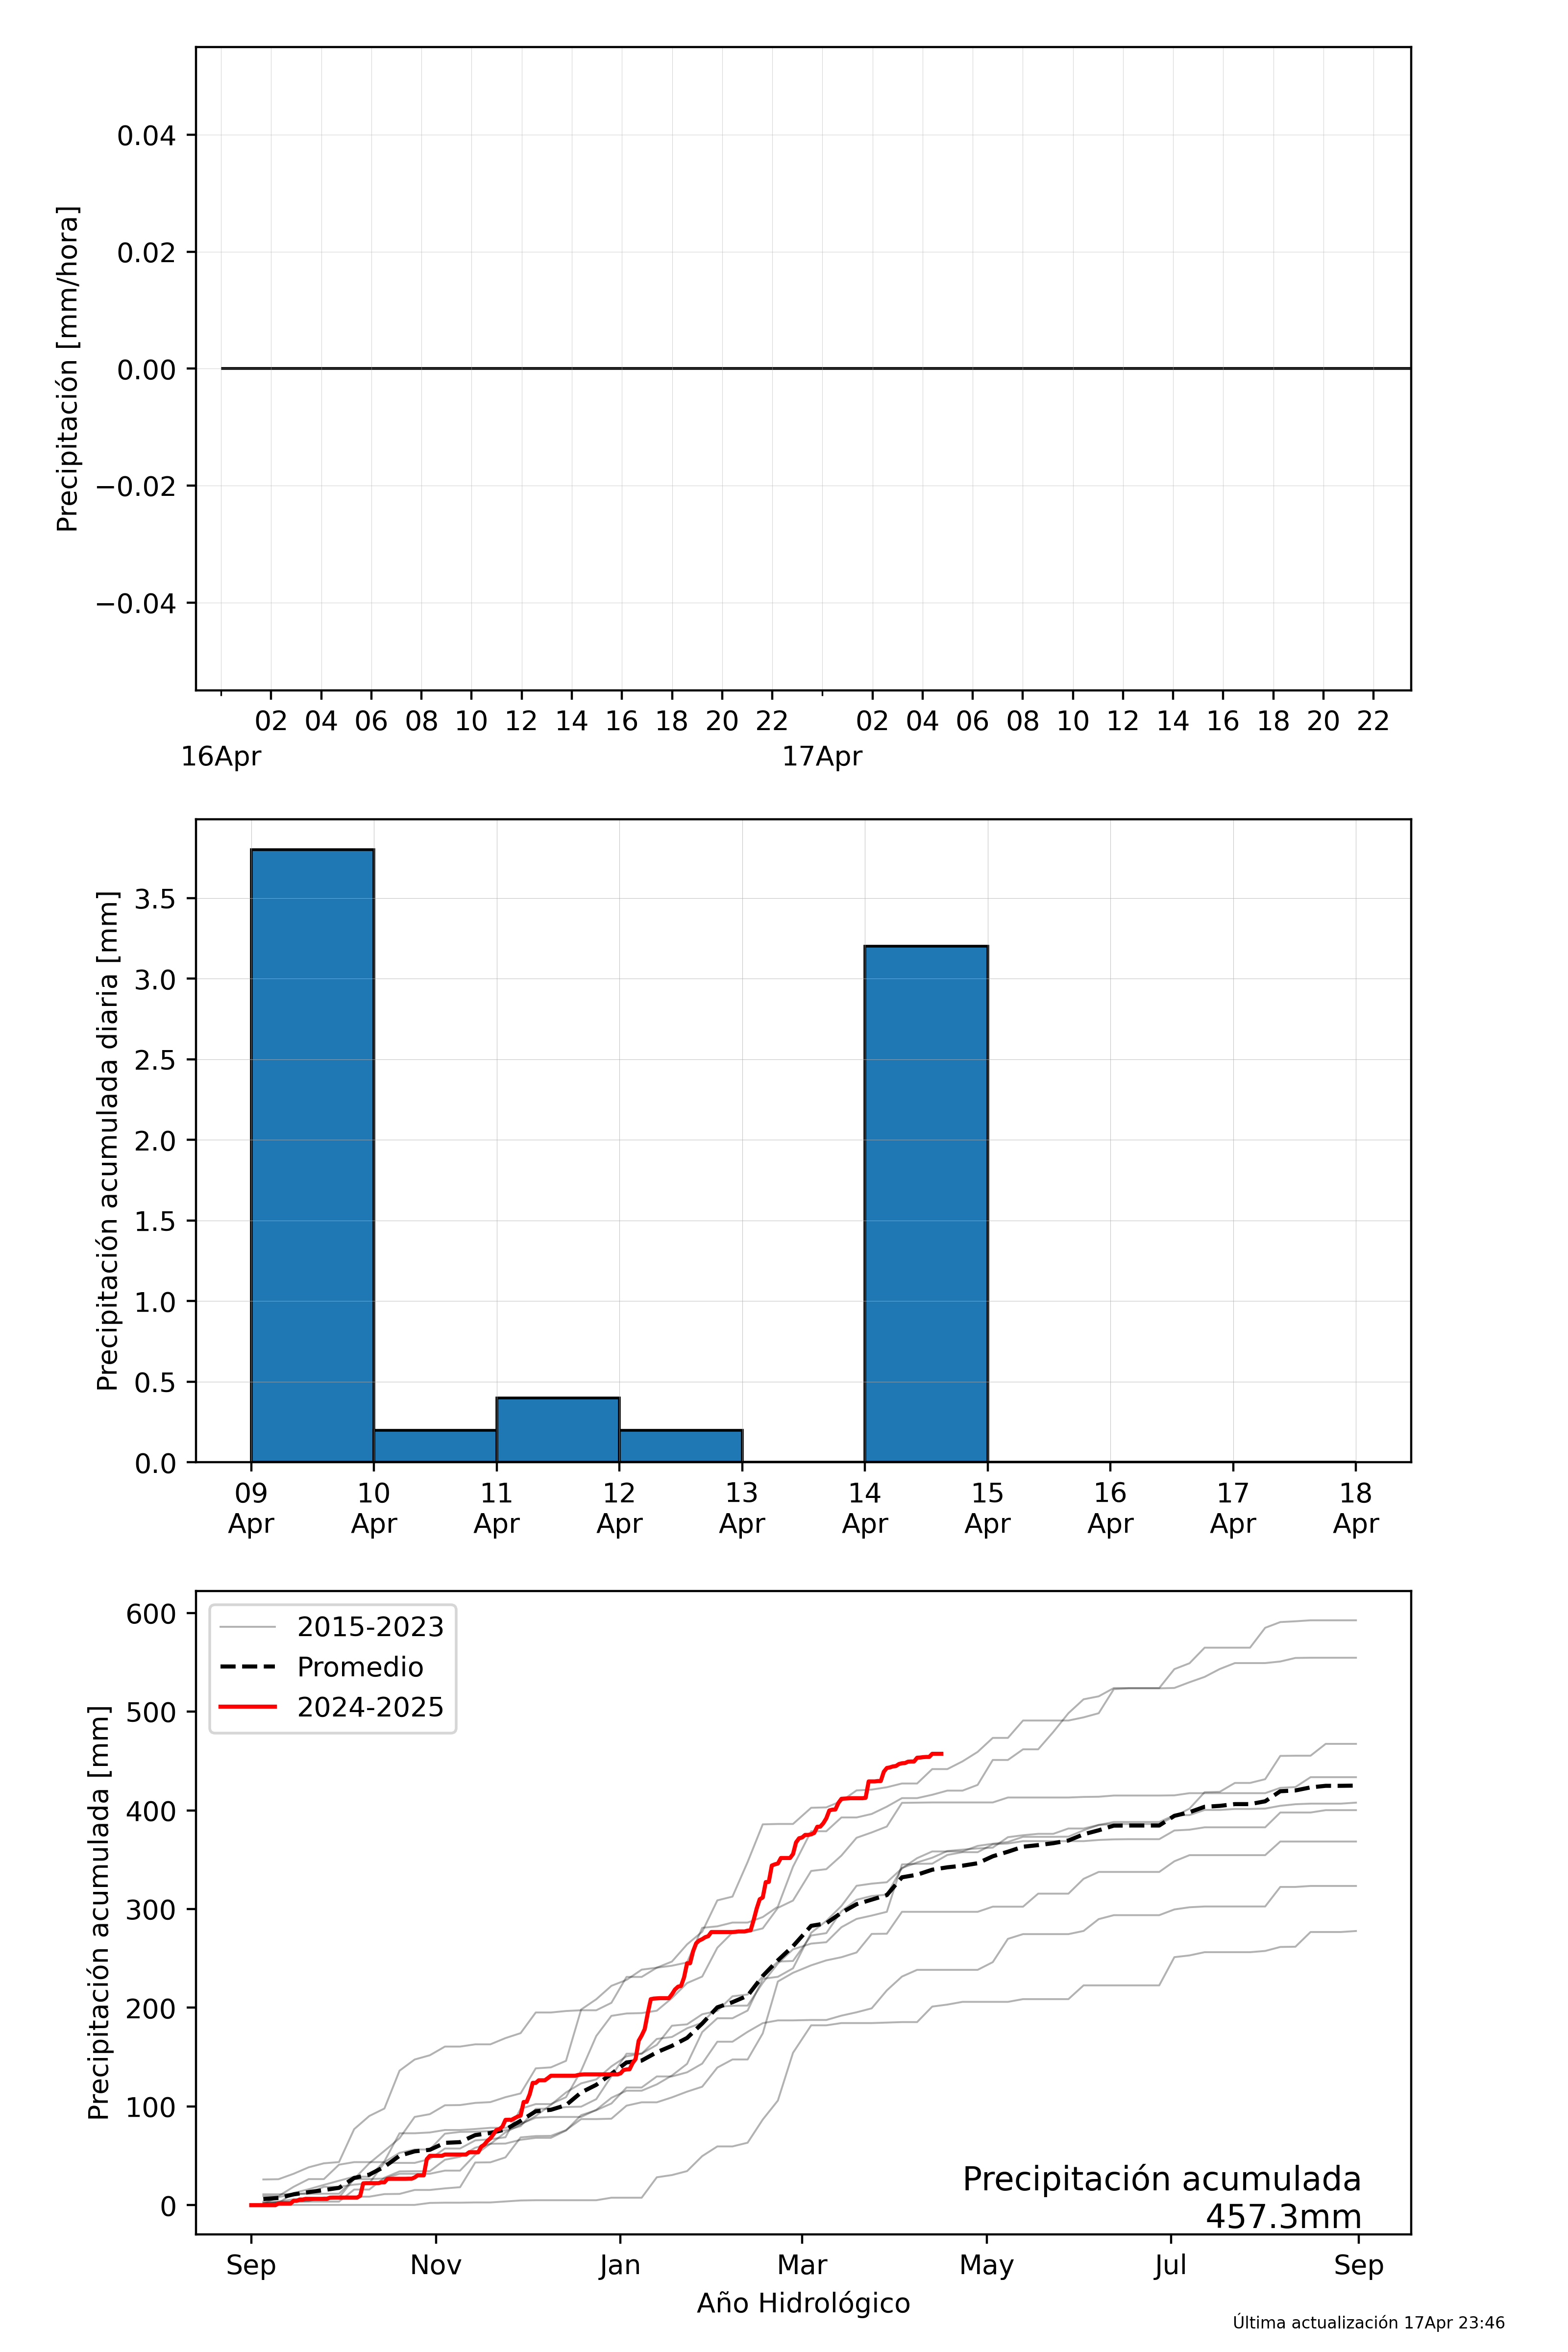 Precipitación [mm/hora]
0.04
0.02
0.00
−0.02
−0.04
02 04 06 08 10 12 14 16 18 20 22 02 04 06 08 10 12 14 16 18 20 22
16Apr 17Apr
Precipitación acumulada diaria [mm]
3.5
3.0
2.5
2.0
1.5
1.0
0.5
0.0
09 10 11 12 13 14 15 16 17 18
Apr Apr Apr Apr Apr Apr Apr Apr Apr Apr
Precipitación acumulada [mm]
600
500
400
300
200
100
0
2015-2023
Promedio
2024-2025
Precipitación acumulada
457.3mm
Sep Nov Jan Mar May Jul Sep
Año Hidrológico
Última actualización 17Apr 23:46